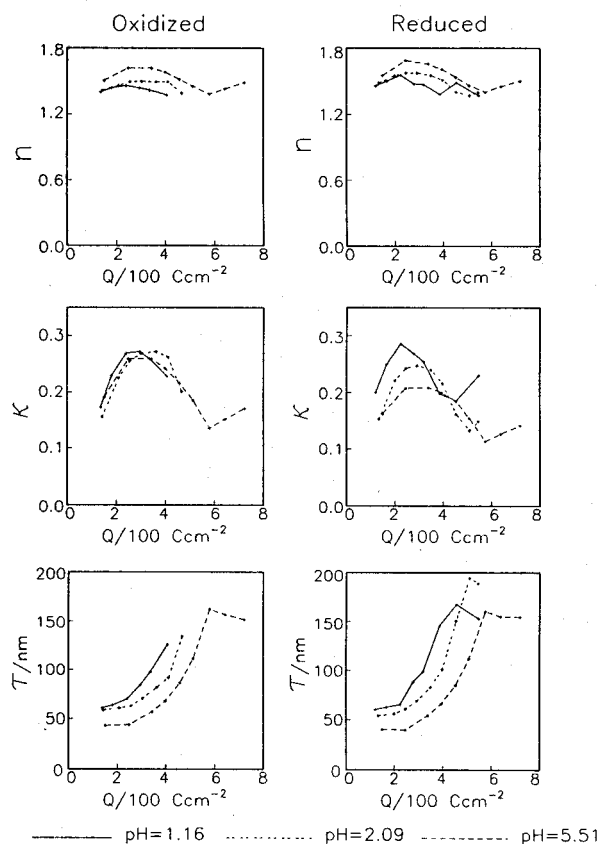 Oxidized
Reduced
1.8
1.2
0.6
0.0
n
0 2 4 6 8
Q/100 Ccm⁻²
1.8
1.2
0.6
0.0
n
0 2 4 6 8
Q/100 Ccm⁻²
0.3
0.2
0.1
0.0
κ
0 2 4 6 8
Q/100 Ccm⁻²
0.3
0.2
0.1
0.0
κ
0 2 4 6 8
Q/100 Ccm⁻²
200
150
100
50
0
τ/nm
0 2 4 6 8
Q/100 Ccm⁻²
200
150
100
50
0
τ/nm
0 2 4 6 8
Q/100 Ccm⁻²
pH=1.16 pH=2.09 pH=5.51